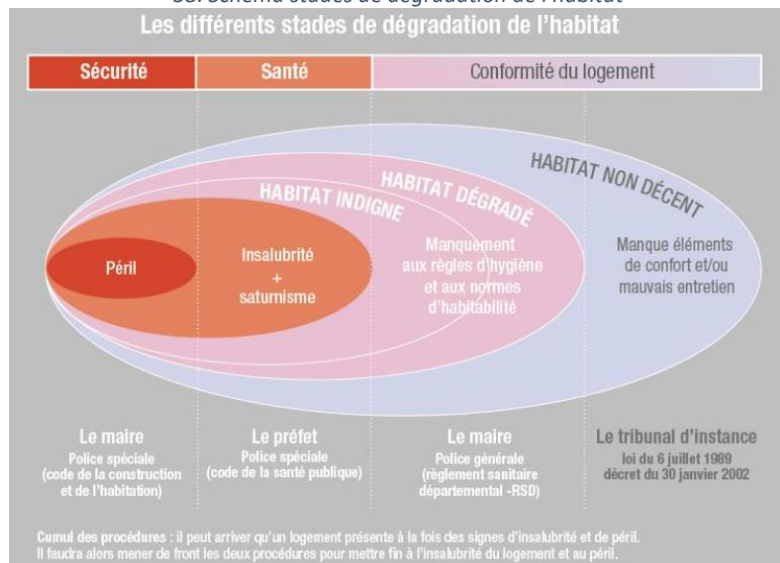 Les différents stades de dégradation de l'habitat
Sécurité
Santé
Conformité du logement
HABITAT INDIGNE
HABITAT DÉGRADÉ
HABITAT NON DÉCENT
Péril
Insalubrité
+
saturnisme
Manquement
aux règles d'hygiène
et aux normes
d'habitabilité
Manque éléments
de confort et/ou
mauvais entretien
Le maire
Police spéciale
(code de la construction
et de l'habitation)
Le préfet
Police spéciale
(code de la santé publique)
Le maire
Police générale
(règlement sanitaire
départemental -RSD)
Le tribunal d'instance
loi du 6 juillet 1989
décret du 30 janvier 2002
Cumul des procédures : il peut arriver qu'un logement présente à la fois des signes d'insalubrité et de péril.
Il faudra alors mener de front les deux procédures pour mettre fin à l'insalubrité du logement et au péril.